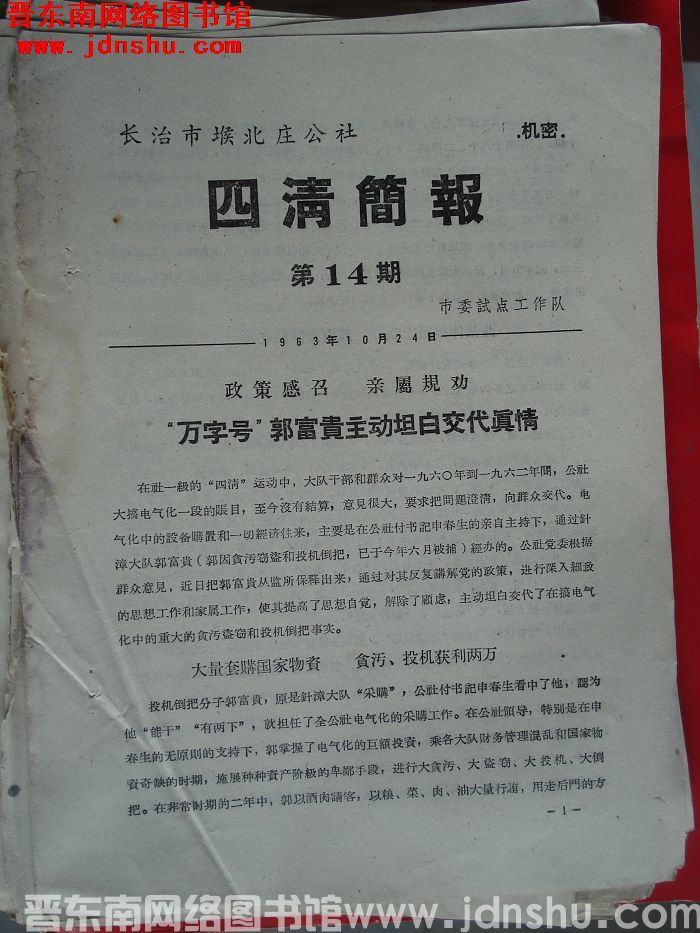 晋东南网络图书馆
www.jdnshu.com
长治市堠北庄公社 .机密.
四清簡報
第14期
市委試点工作队
1963年10月24日
政策感召 亲屬規劝
“万字号”郭富貴主动坦白交代眞情
在社一級的“四清”运动中，大队干部和群众对一九六〇年到一九六二年間，公社
大搞电气化一段的賬目，至今沒有結算，意見很大，要求把問題澄清，向群众交代。电
气化中的設备購置和一切經济往来，主要是在公社付书記申春生的亲自主持下，通过針
漳大队郭富貴（郭因貪汚窃盜和投机倒把，已于今年六月被捕）經办的。公社党委根据
群众意見，近日把郭富貴从监所保释出来，通过对其反复講解党的政策，进行深入細致
的思想工作和家属工作，使其提高了思想自覚，解除了顧虑，主动坦白交代了在搞电气
化中的重大的貪汚盜窃和投机倒把事实。
大量套購国家物資 貪汚、投机获利两万
投机倒把分子郭富貴，原是針漳大队“采購”，公社付书記申春生看中了他，認为
他“能干”“有两下”，就担任了全公社电气化的采購工作。在公社領导，特别是在申
春生的无原則的支持下，郭掌握了电气化的巨額投資，乘各大队财务管理混乱和国家物
資奇缺的时期，施展种种資产阶級的卑鄙手段，进行大貪汚、大盜窃、大投机、大倒
把。在非常时期的二年中，郭以酒肉請客，以粮、菜、肉、油大量行賄，用走后門的方
—1—
晋东南网络图书馆 www.jdnshu.com